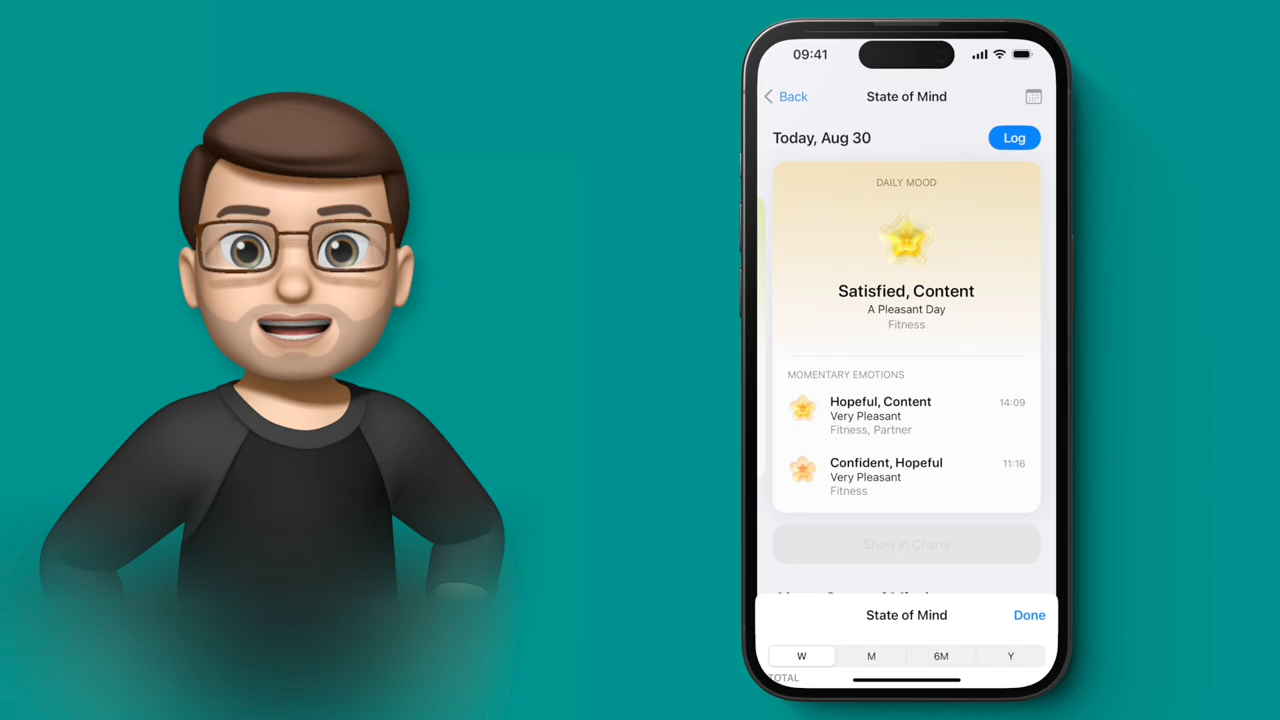 09:41
Back
State of Mind
Today, Aug 30
Log
DAILY MOOD
Satisfied, Content
A Pleasant Day
Fitness
MOMENTARY EMOTIONS
Hopeful, Content
14:09
Very Pleasant
Fitness, Partner
Confident, Hopeful
11:16
Very Pleasant
Fitness
Show in Charts
State of Mind
Done
W
M
6M
Y
TOTAL